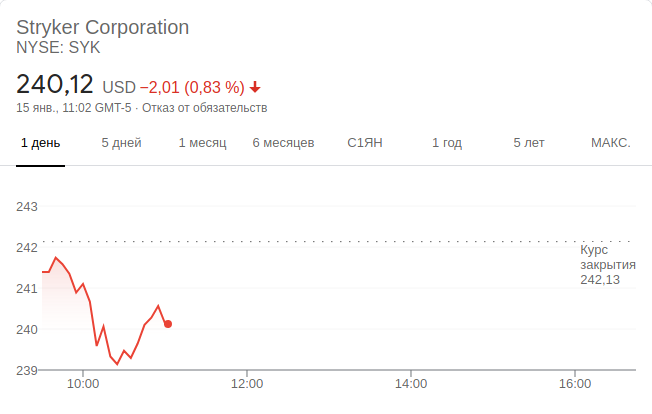 Stryker Corporation
NYSE: SYK
240,12 USD −2,01 (0,83 %)
15 янв., 11:02 GMT-5 · Отказ от обязательств
1 день 5 дней 1 месяц 6 месяцев С1ЯН 1 год 5 лет МАКС.
243
242
Курс
закрытия
242,13
241
240
239
10:00 12:00 14:00 16:00